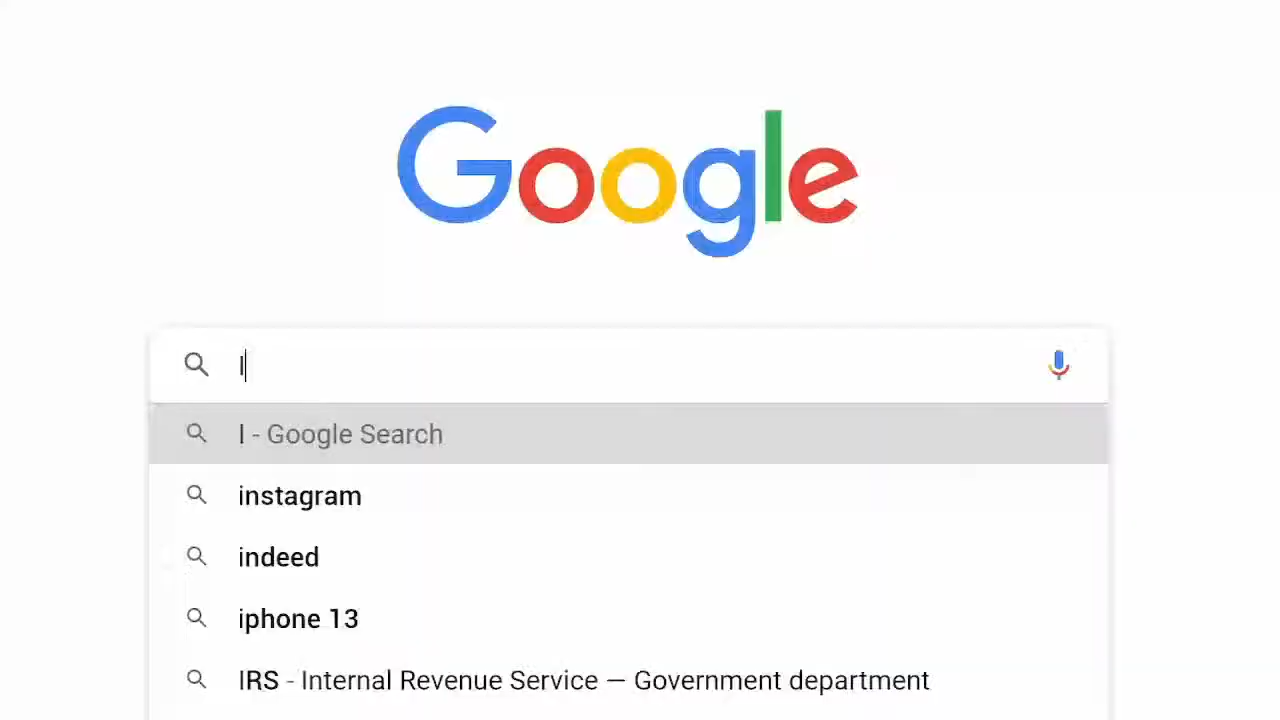 Google
I
I - Google Search
instagram
indeed
iphone 13
IRS - Internal Revenue Service — Government department